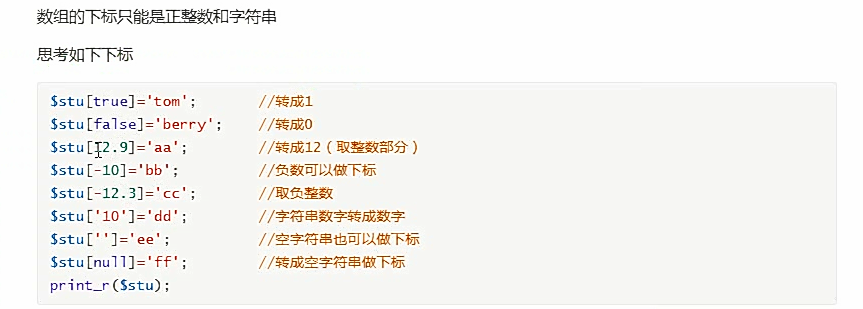 数组的下标只能是正整数和字符串
思考如下下标
$stu[true]='tom'; //转成1
$stu[false]='berry'; //转成0
$stu[12.9]='aa'; //转成12（取整数部分）
$stu[-10]='bb'; //负数可以做下标
$stu[-12.3]='cc'; //取负整数
$stu['10']='dd'; //字符串数字转成数字
$stu['']='ee'; //空字符串也可以做下标
$stu[null]='ff'; //转成空字符串做下标
print_r($stu);